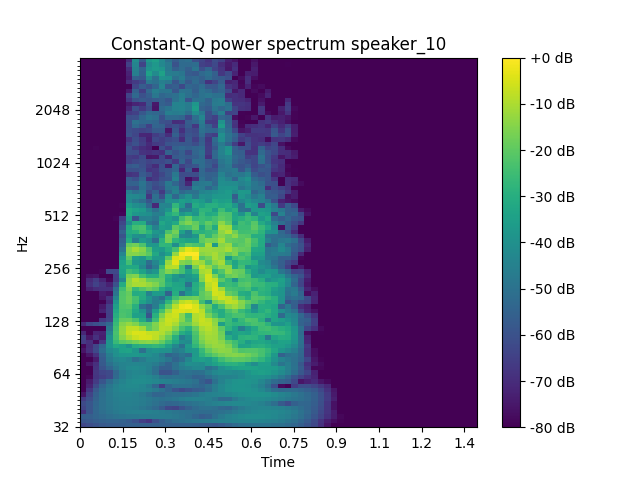 Constant-Q power spectrum speaker_10
Hz
2048
1024
512
256
128
64
32
0 0.15 0.3 0.45 0.6 0.75 0.9 1.1 1.2 1.4
Time
+0 dB
-10 dB
-20 dB
-30 dB
-40 dB
-50 dB
-60 dB
-70 dB
-80 dB